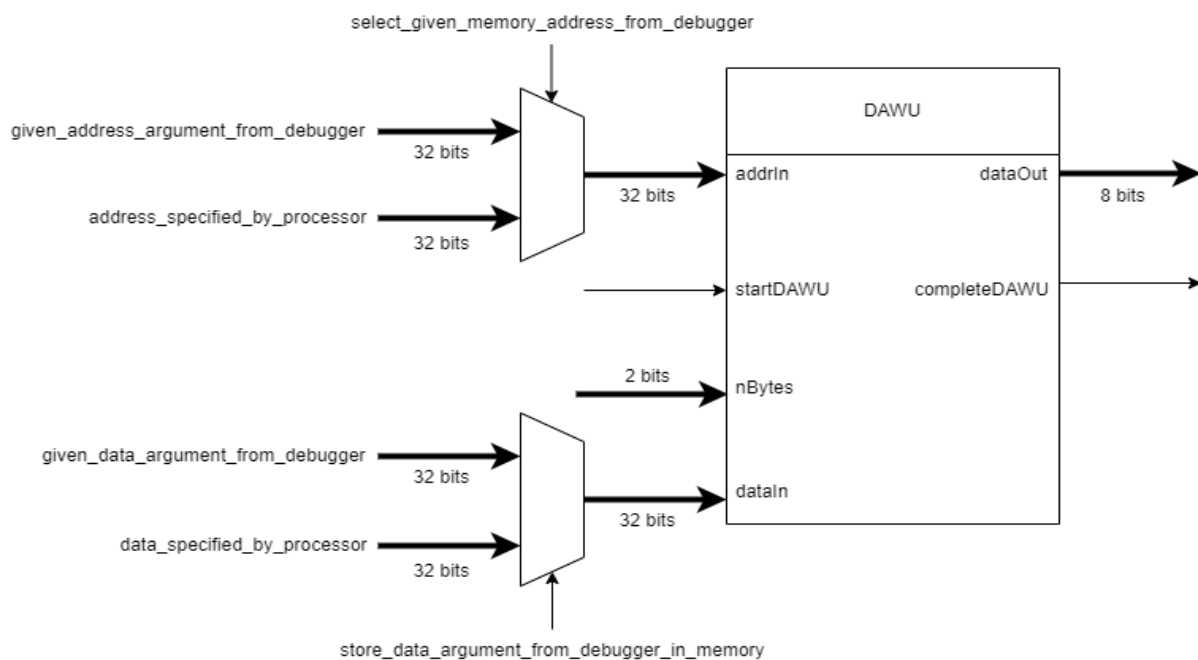 select_given_memory_address_from_debugger
DAWU
given_address_argument_from_debugger
32 bits
addrIn
32 bits
dataOut
8 bits
address_specified_by_processor
32 bits
startDAWU
completeDAWU
2 bits
nBytes
given_data_argument_from_debugger
32 bits
dataIn
32 bits
data_specified_by_processor
32 bits
store_data_argument_from_debugger_in_memory